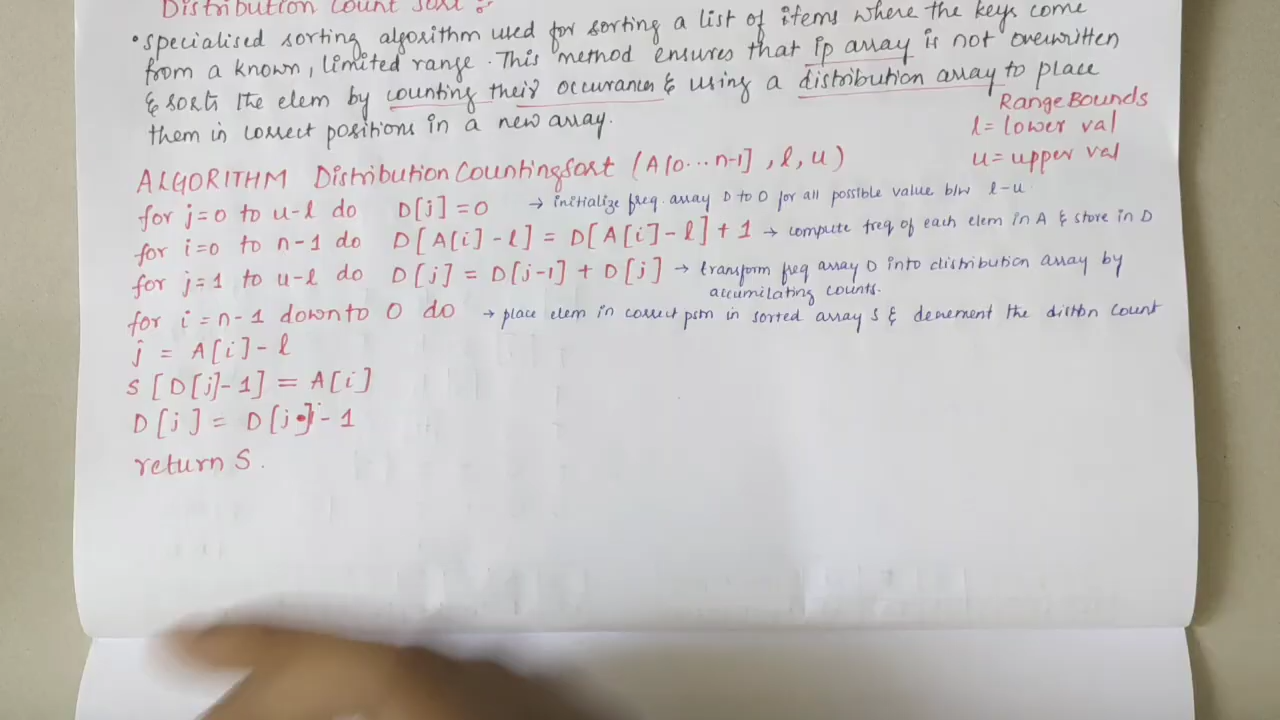 Distribution Count Sort :-
• specialised sorting algorithm used for sorting a list of items where the keys come
from a known, limited range. This method ensures that ip array is not overwritten
& sorts the elem by counting their occurances & using a distribution array to place
them in correct positions in a new array.
Range Bounds
l = lower val
u = upper val
ALGORITHM Distribution Counting Sort (A[0...n-1], l, u)
for j=0 to u-l do D[j] = 0 → initialize freq. array D to 0 for all possible value b/w l-u
for i=0 to n-1 do D[A[i]-l] = D[A[i]-l] + 1 → compute freq of each elem in A & store in D
for j=1 to u-l do D[j] = D[j-1] + D[j] → transform freq array D into distribution array by
accumilating counts.
for i = n-1 downto 0 do → place elem in correct pstn in sorted array S & decrement the distbn count
j = A[i] - l
S [D[j]-1] = A[i]
D[j] = D[j] - 1
return S.